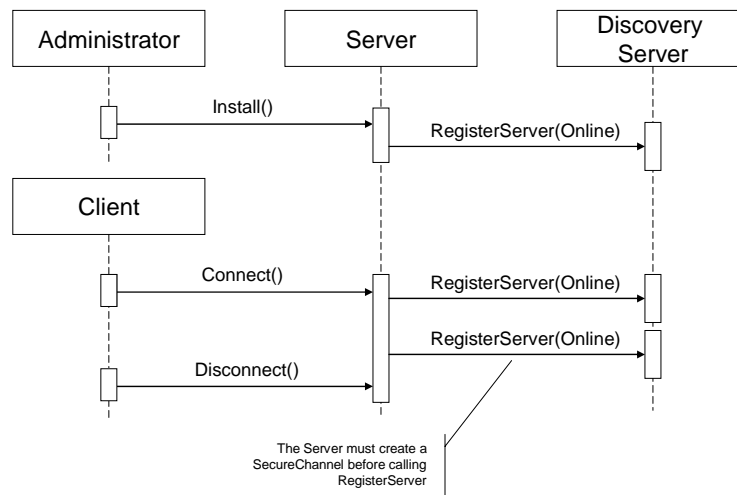 Administrator
Server
Discovery
Server
Install()
RegisterServer(Online)
Client
Connect()
RegisterServer(Online)
RegisterServer(Online)
Disconnect()
The Server must create a
SecureChannel before calling
RegisterServer